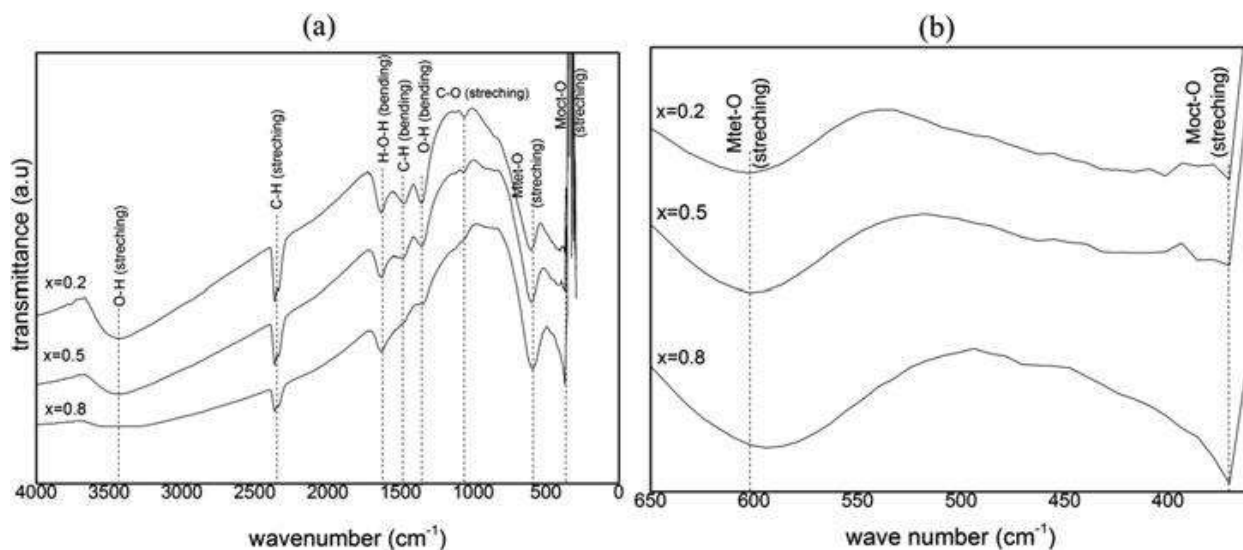 (a)
transmittance (a.u)
x=0.2
x=0.5
x=0.8
O-H (streching)
C-H (streching)
H-O-H (bending)
C-H (bending)
O-H (bending)
C-O (streching)
Mtet-O
(streching)
Moct-O
(streching)
4000 3500 3000 2500 2000 1500 1000 500 0
wavenumber (cm⁻¹)
(b)
x=0.2
x=0.5
x=0.8
Mtet-O
(streching)
Moct-O
(streching)
650 600 550 500 450 400
wave number (cm⁻¹)